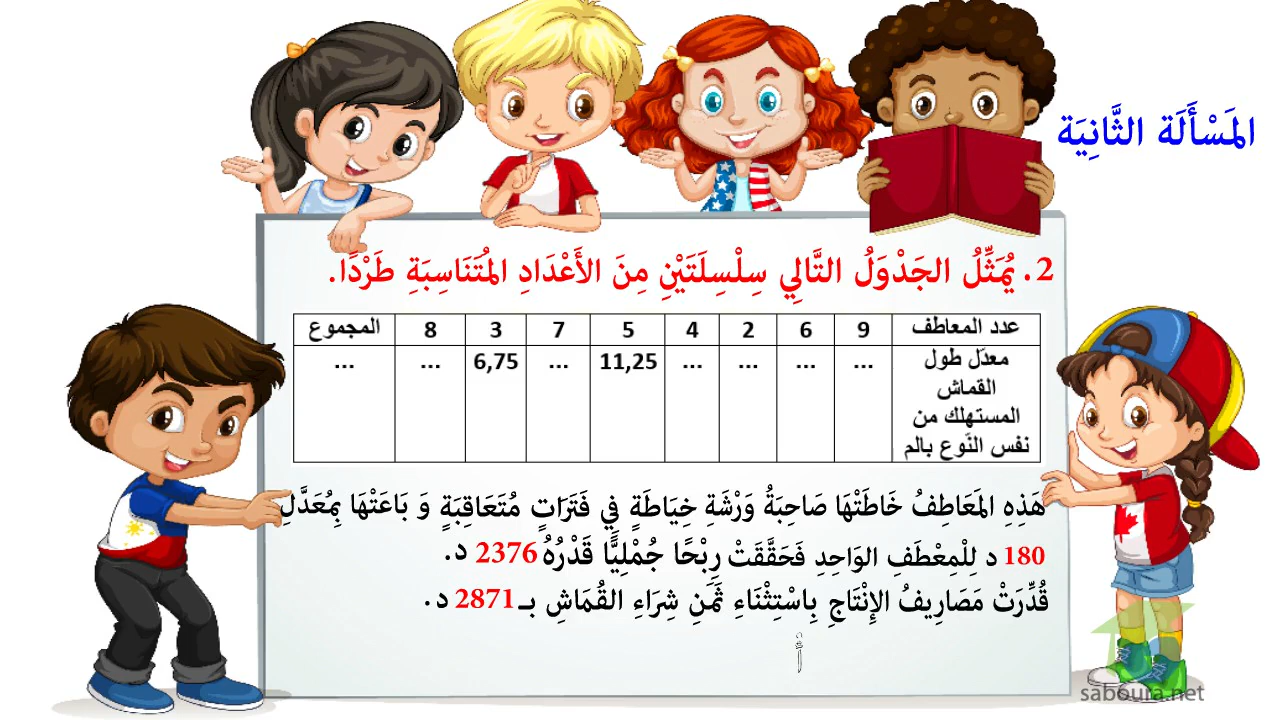 المَسْأَلَة الثَّانِيَة
2. يُمَثِّلُ الجَدْوَلُ التَّالِي سِلْسِلَتَيْنِ مِنَ الأَعْدَادِ المُتَنَاسِبَةِ طَرْدًا.
عدد المعاطف 9 6 2 4 5 7 3 8 المجموع
معدّل طول القماش المستهلك من نفس النّوع بالم ... ... ... ... 11,25 ... 6,75 ... ...
هَذِهِ المَعَاطِفُ خَاطَتْهَا صَاحِبَةُ وَرْشَةِ خِيَاطَةٍ فِي فَتَرَاتٍ مُتَعَاقِبَةٍ وَ بَاعَتْهَا بِمُعَدَّلِ
180 د لِلْمِعْطَفِ الوَاحِدِ فَحَقَّقَتْ رِبْحًا جُمْلِيًّا قَدْرُهُ 2376 د.
قُدِّرَتْ مَصَارِيفُ الإِنْتَاجِ بِاسْتِثْنَاءِ ثَمَنِ شِرَاءِ القُمَاشِ بـ 2871 د.
أَ
saboura.net